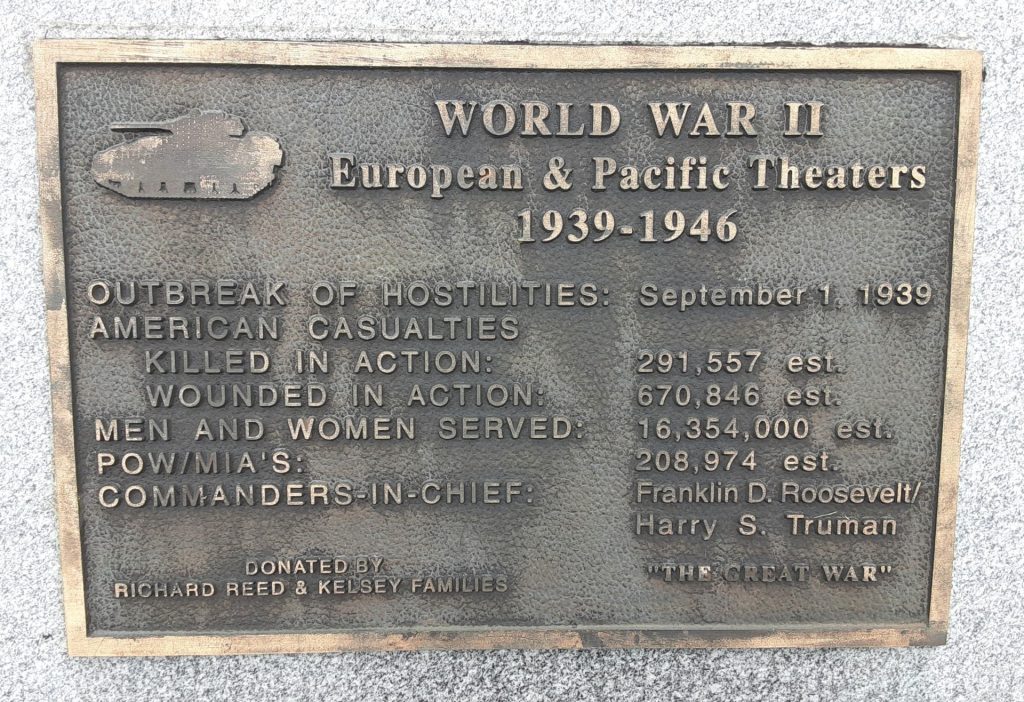 WORLD WAR II
European & Pacific Theaters
1939-1946
OUTBREAK OF HOSTILITIES: September 1, 1939
AMERICAN CASUALTIES
KILLED IN ACTION: 291,557 est.
WOUNDED IN ACTION: 670,846 est.
MEN AND WOMEN SERVED: 16,354,000 est.
POW/MIA'S: 208,974 est.
COMMANDERS-IN-CHIEF: Franklin D. Roosevelt/
Harry S. Truman
DONATED BY
RICHARD REED & KELSEY FAMILIES
"THE GREAT WAR"